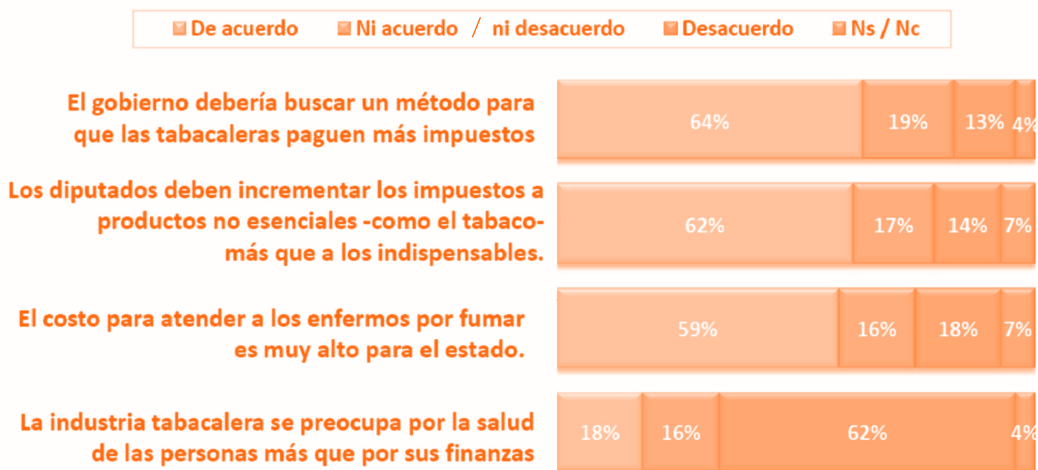 De acuerdo Ni acuerdo / ni desacuerdo Desacuerdo Ns / Nc
El gobierno debería buscar un método para
que las tabacaleras paguen más impuestos
64% 19% 13% 4%
Los diputados deben incrementar los impuestos a
productos no esenciales -como el tabaco-
más que a los indispensables.
62% 17% 14% 7%
El costo para atender a los enfermos por fumar
es muy alto para el estado.
59% 16% 18% 7%
La industria tabacalera se preocupa por la salud
de las personas más que por sus finanzas
18% 16% 62% 4%